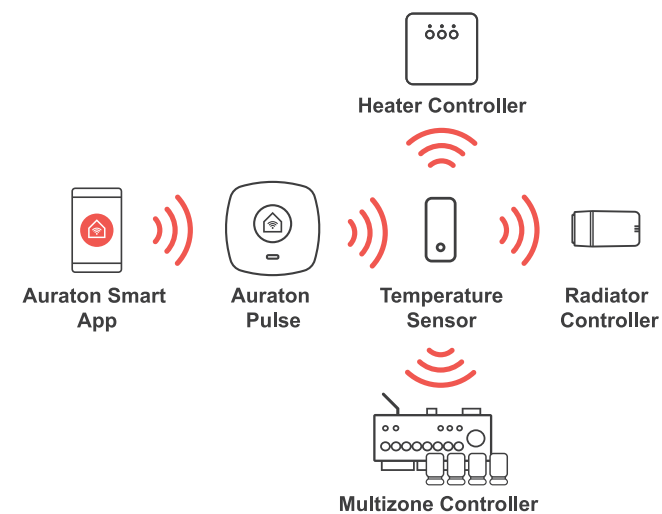 Heater Controller
Auraton Smart
App
Auraton
Pulse
Temperature
Sensor
Radiator
Controller
Multizone Controller